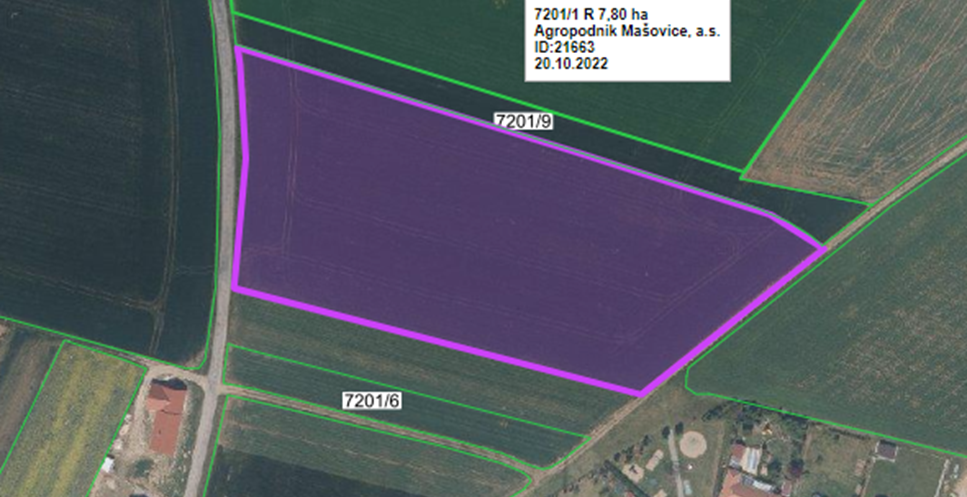 7201/1 R 7,80 ha
Agropodnik Mašovice, a.s.
ID:21663
20.10.2022
7201/9
7201/6